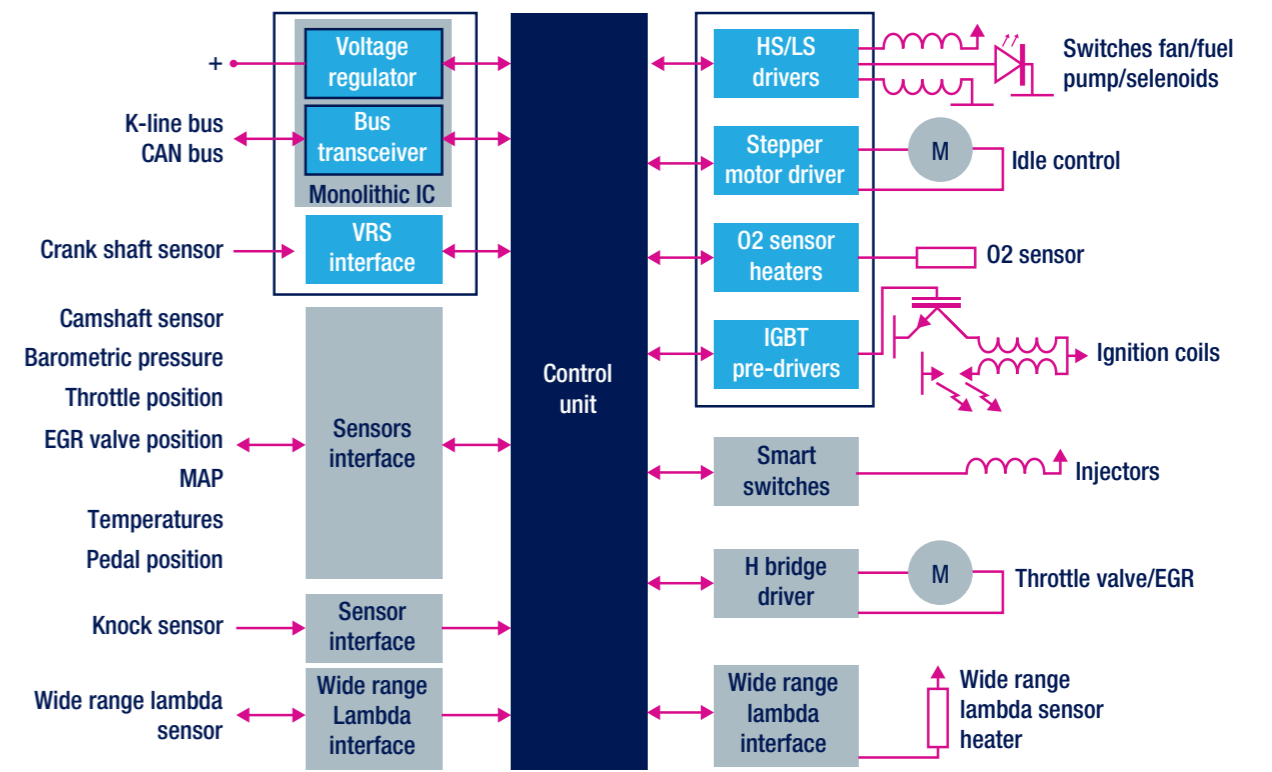 +
Voltage
regulator
K-line bus
CAN bus
Bus
transceiver
Monolithic IC
Crank shaft sensor
VRS
interface
Camshaft sensor
Barometric pressure
Throttle position
EGR valve position
MAP
Temperatures
Pedal position
Sensors
interface
Knock sensor
Sensor
interface
Wide range lambda
sensor
Wide range
Lambda
interface
Control
unit
HS/LS
drivers
Switches fan/fuel
pump/selenoids
Stepper
motor driver
M
Idle control
O2 sensor
heaters
O2 sensor
IGBT
pre-drivers
Ignition coils
Smart
switches
Injectors
H bridge
driver
M
Throttle valve/EGR
Wide range
lambda
interface
Wide range
lambda sensor
heater